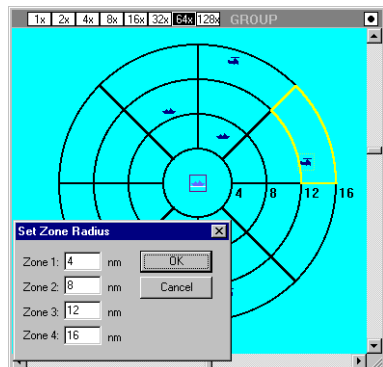 1x 2x 4x 8x 16x 32x 64x 128x GROUP
4 8 12 16
Set Zone Radius
Zone 1: 4 nm
OK
Zone 2: 8 nm
Cancel
Zone 3: 12 nm
Zone 4: 16 nm